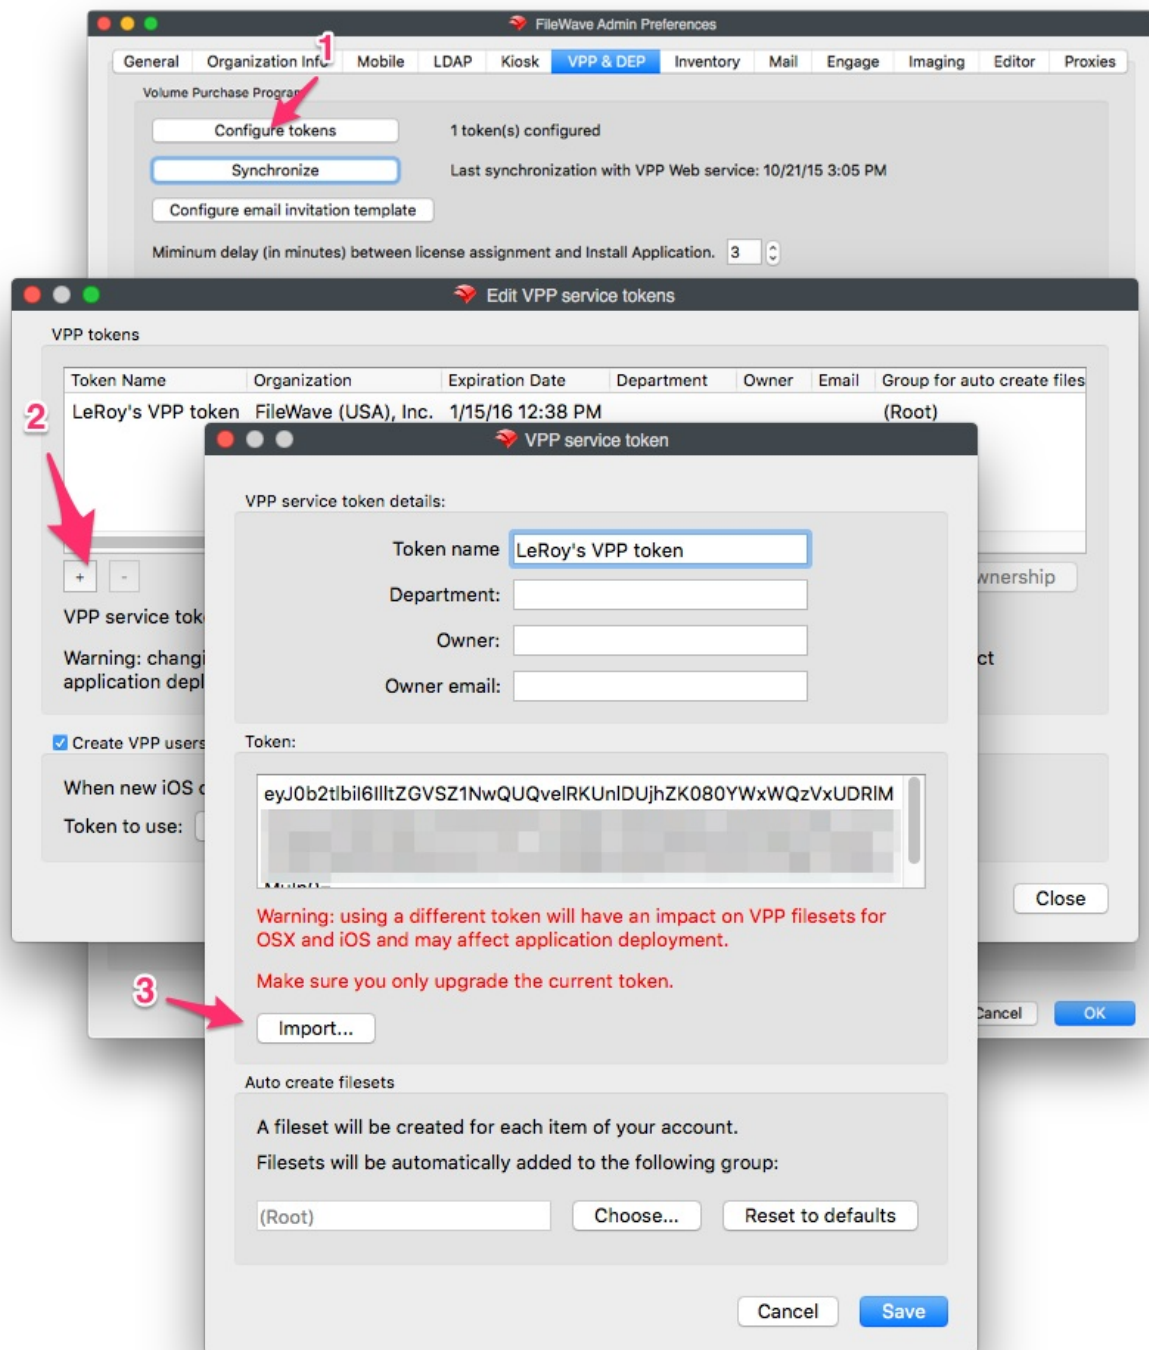 FileWave Admin Preferences
1
General Organization Info Mobile LDAP Kiosk VPP & DEP Inventory Mail Engage Imaging Editor Proxies
Volume Purchase Program
Configure tokens 1 token(s) configured
Synchronize Last synchronization with VPP Web service: 10/21/15 3:05 PM
Configure email invitation template
Miminum delay (in minutes) between license assignment and Install Application. 3
Edit VPP service tokens
VPP tokens
Token Name Organization Expiration Date Department Owner Email Group for auto create files
LeRoy's VPP token FileWave (USA), Inc. 1/15/16 12:38 PM (Root)
2
VPP service token
VPP service token details:
Token name LeRoy's VPP token
+ - wnership
Department:
VPP service tok
Owner:
Warning: changi ct
application depl
Owner email:
Create VPP users
Token:
When new iOS
eyJ0b2tlbiI6IlltZGVSZ1NwQUQvelRKUnlDUjhZK080YWxWQzVxUDRlM
Token to use:
Close
Warning: using a different token will have an impact on VPP filesets for
OSX and iOS and may affect application deployment.
Make sure you only upgrade the current token.
3
Import...
Cancel OK
Auto create filesets
A fileset will be created for each item of your account.
Filesets will be automatically added to the following group:
(Root) Choose... Reset to defaults
Cancel Save